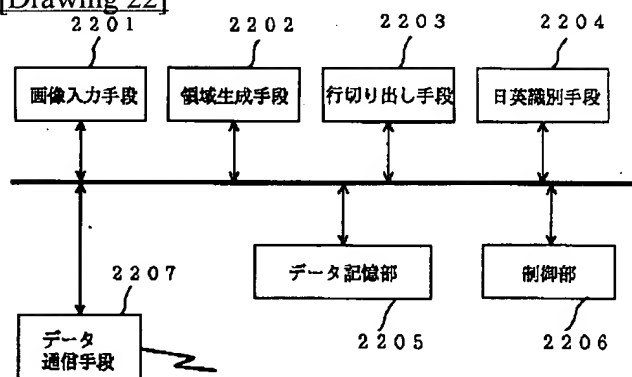 [Drawing 22]
2201
2202
2203
2204
画像入力手段
領域生成手段
行切り出し手段
日英識別手段
2207
データ記憶部
制御部
2205
2206
データ
通信手段